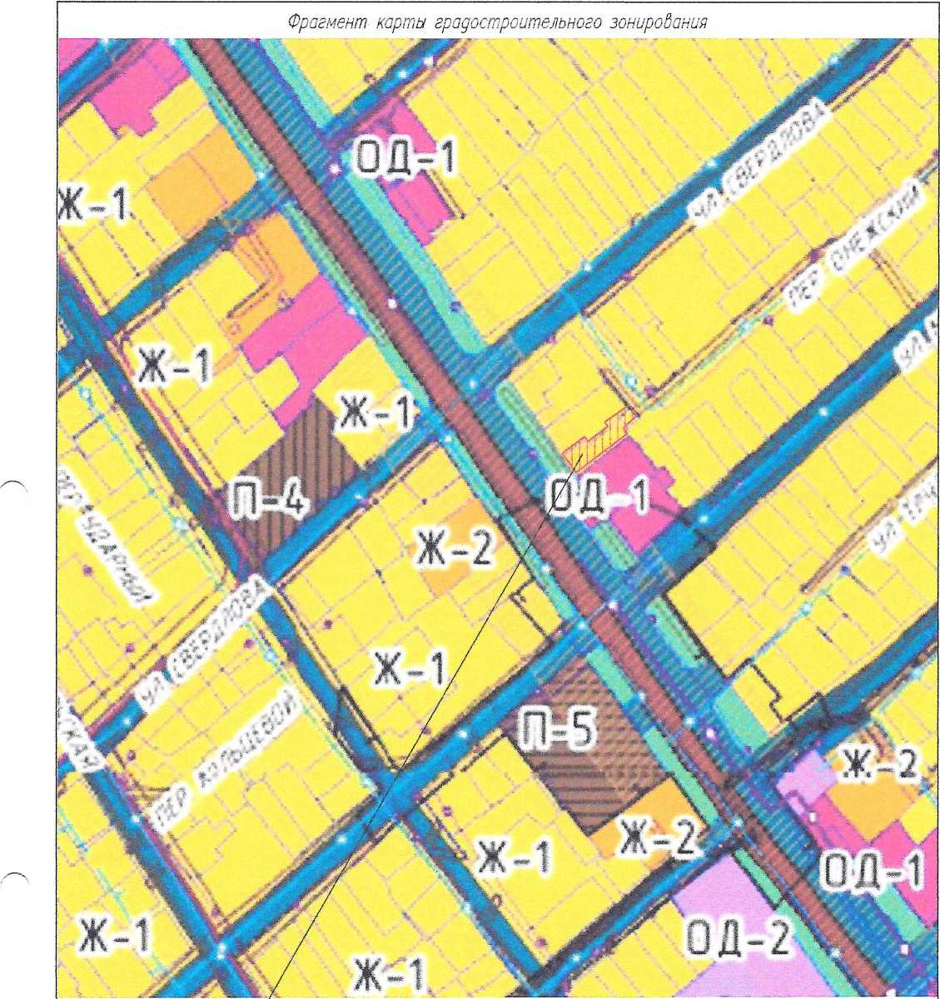 Фрагмент карты градостроительного зонирования
ОД-1
УЛ СВЕРДЛОВА
Ж-1
ПЕР ОНЕЖСКИЙ
Ж-1
Ж-1
П-4
ОД-1
Ж-2
УЛ СВЕРДЛОВА
Ж-1
П-5
ПЕР КОЛЬЦЕВОЙ
Ж-2
Ж-2
Ж-1
ОД-1
Ж-1
ОД-2
Ж-1